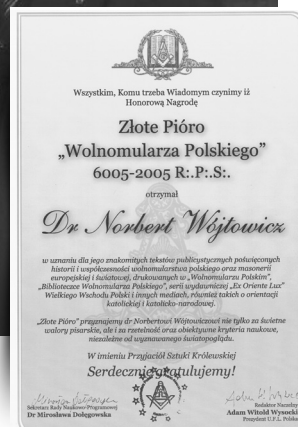 Wszystkim, Komu trzeba Wiadomym czynimy iż
Honorową Nagrodę
Złote Pióro
„Wolnomularza Polskiego”
6005-2005 R∴P∴S∴
otrzymał
Dr Norbert Wójtowicz
w uznaniu dla jego znakomitych tekstów publicystycznych poświęconych
historii i współczesności wolnomularstwa polskiego oraz masonerii
europejskiej i światowej, drukowanych w „Wolnomularzu Polskim”,
„Biblioteczce Wolnomularza Polskiego”, serii wydawniczej „Ex Oriente Lux”
Wielkiego Wschodu Polski i innych mediach, również takich o orientacji
katolickiej i katolicko-narodowej.
„Złote Pióro” przyznajemy dr Norbertowi Wójtowiczowi nie tylko za świetne
walory pisarskie, ale i za rzetelność oraz obiektywne kryteria naukowe,
niezależne od wyznawanego światopoglądu.
W imieniu Przyjaciół Sztuki Królewskiej
Serdecznie gratulujemy!
Sekretarz Rady Naukowo-Programowej
Dr Mirosława Dołęgowska
Redaktor Naczelny
Adam Witold Wysocki
Prezydent U.F.L. Polska